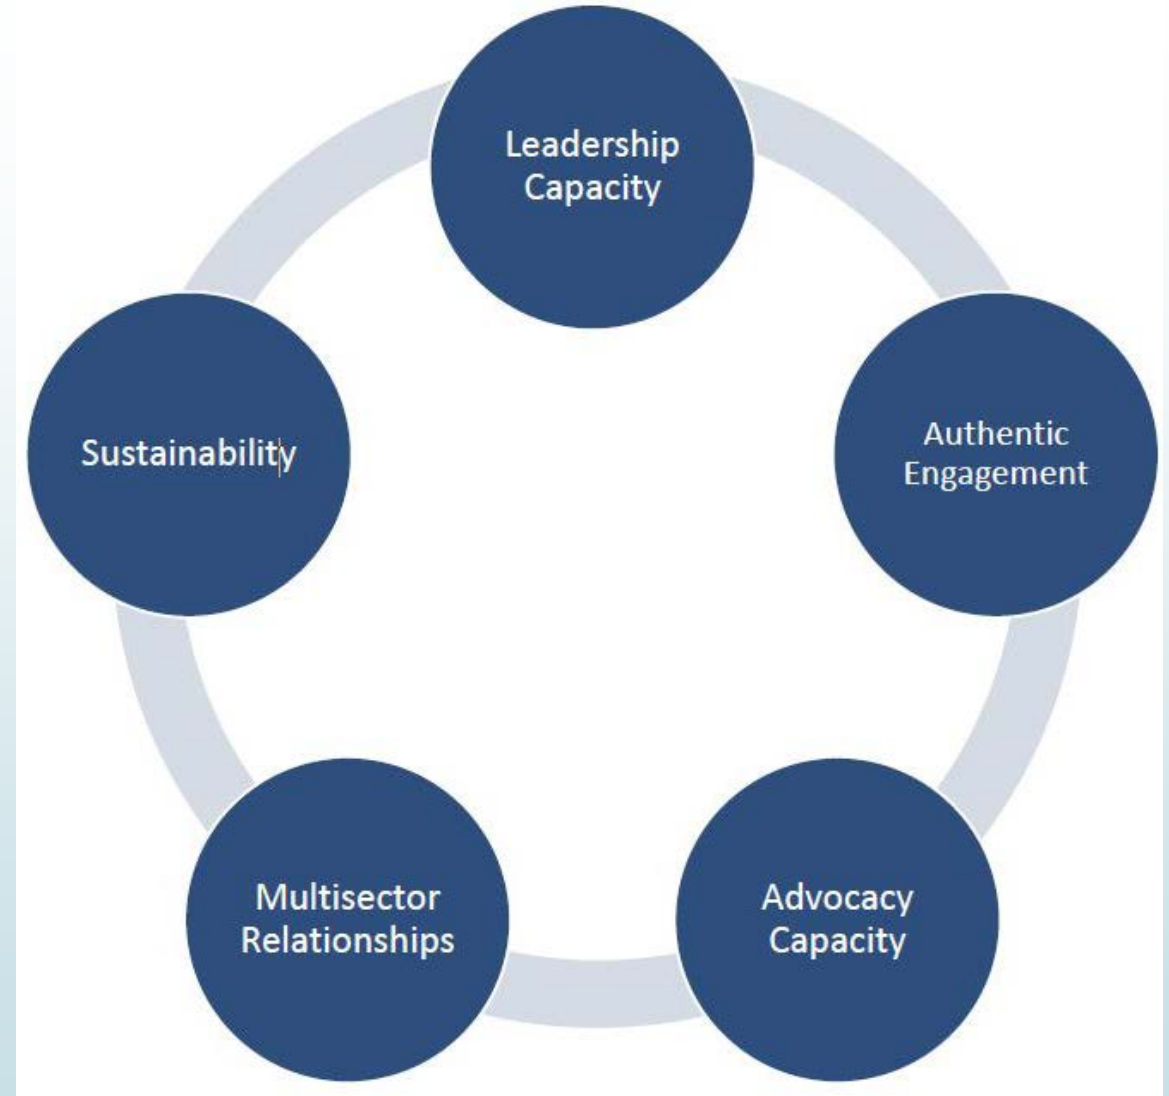 Leadership
Capacity
Authentic
Engagement
Advocacy
Capacity
Multisector
Relationships
Sustainability